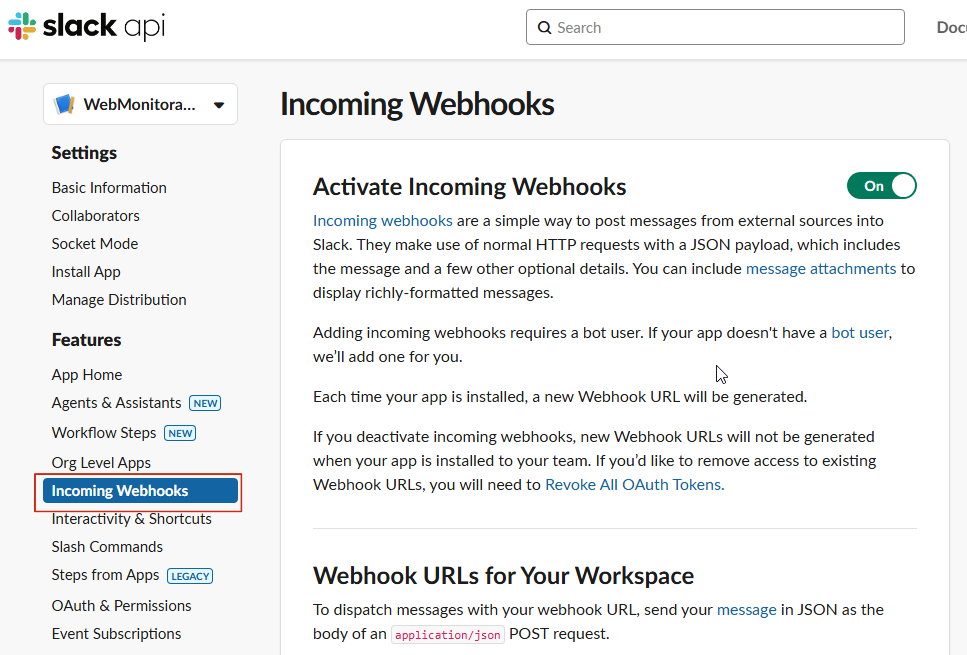 slack api
Search
Docu
WebMonitora...
Settings
Basic Information
Collaborators
Socket Mode
Install App
Manage Distribution
Features
App Home
Agents & Assistants NEW
Workflow Steps NEW
Org Level Apps
Incoming Webhooks
Interactivity & Shortcuts
Slash Commands
Steps from Apps LEGACY
OAuth & Permissions
Event Subscriptions
Incoming Webhooks
Activate Incoming Webhooks
On
Incoming webhooks are a simple way to post messages from external sources into
Slack. They make use of normal HTTP requests with a JSON payload, which includes
the message and a few other optional details. You can include message attachments to
display richly-formatted messages.
Adding incoming webhooks requires a bot user. If your app doesn't have a bot user,
we’ll add one for you.
Each time your app is installed, a new Webhook URL will be generated.
If you deactivate incoming webhooks, new Webhook URLs will not be generated
when your app is installed to your team. If you’d like to remove access to existing
Webhook URLs, you will need to Revoke All OAuth Tokens.
Webhook URLs for Your Workspace
To dispatch messages with your webhook URL, send your message in JSON as the
body of an application/json POST request.